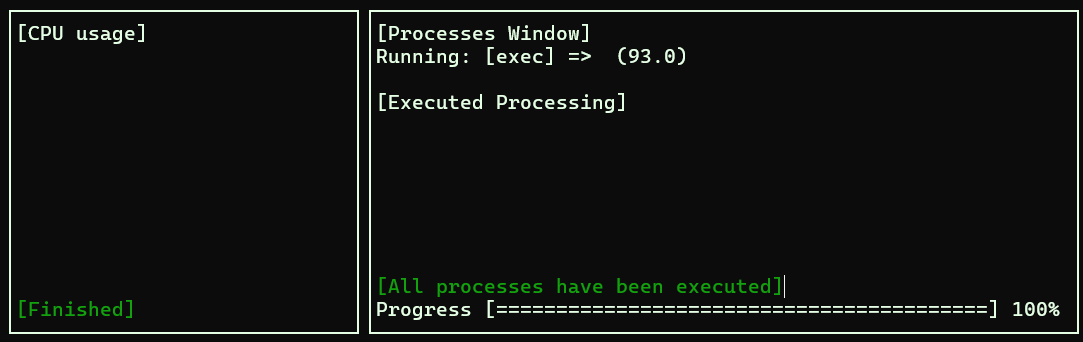 [CPU usage]
[Finished]
[Processes Window]
Running: [exec] =>  (93.0)
[Executed Processing]
[All processes have been executed]
Progress [=========================================] 100%